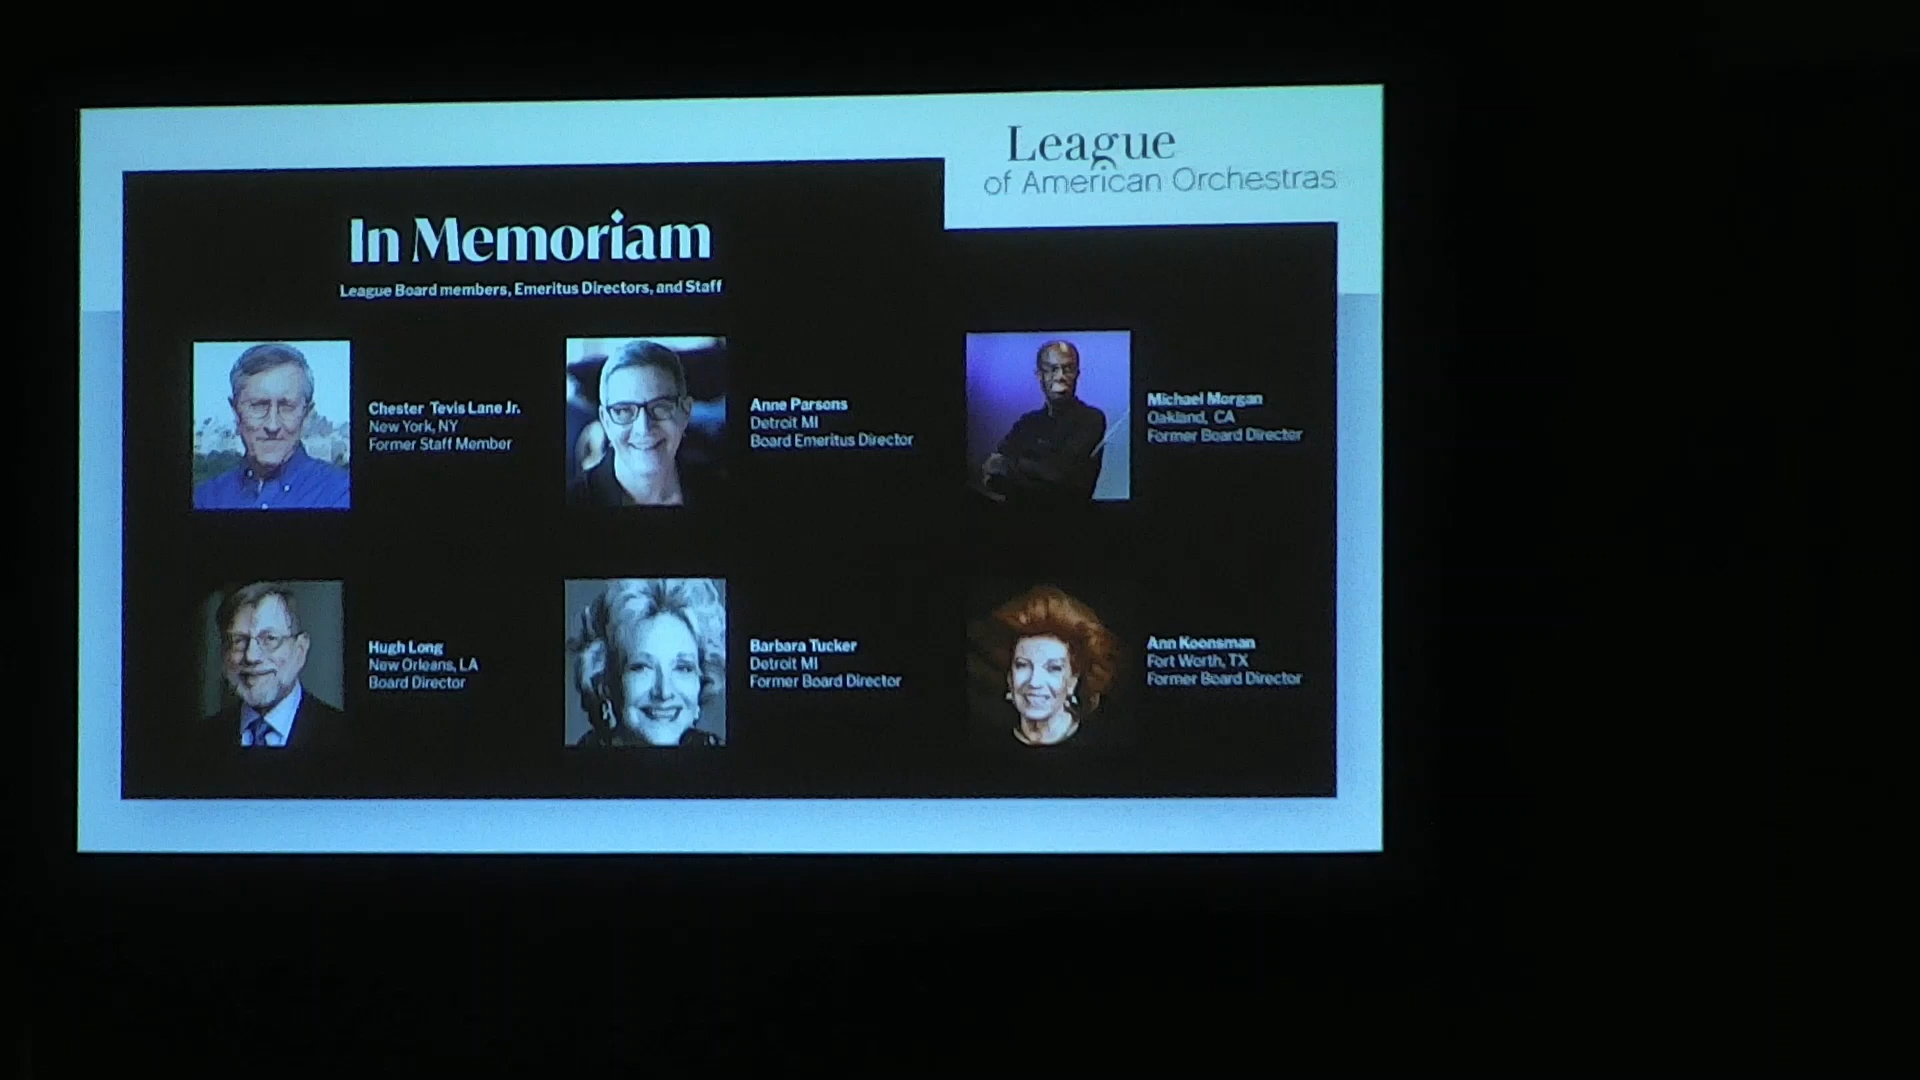 League
of American Orchestras
In Memoriam
League Board members, Emeritus Directors, and Staff
Chester Tevis Lane Jr.
New York, NY
Former Staff Member
Anne Parsons
Detroit MI
Board Emeritus Director
Michael Morgan
Oakland, CA
Former Board Director
Hugh Long
New Orleans, LA
Board Director
Barbara Tucker
Detroit MI
Former Board Director
Ann Koonsman
Fort Worth, TX
Former Board Director